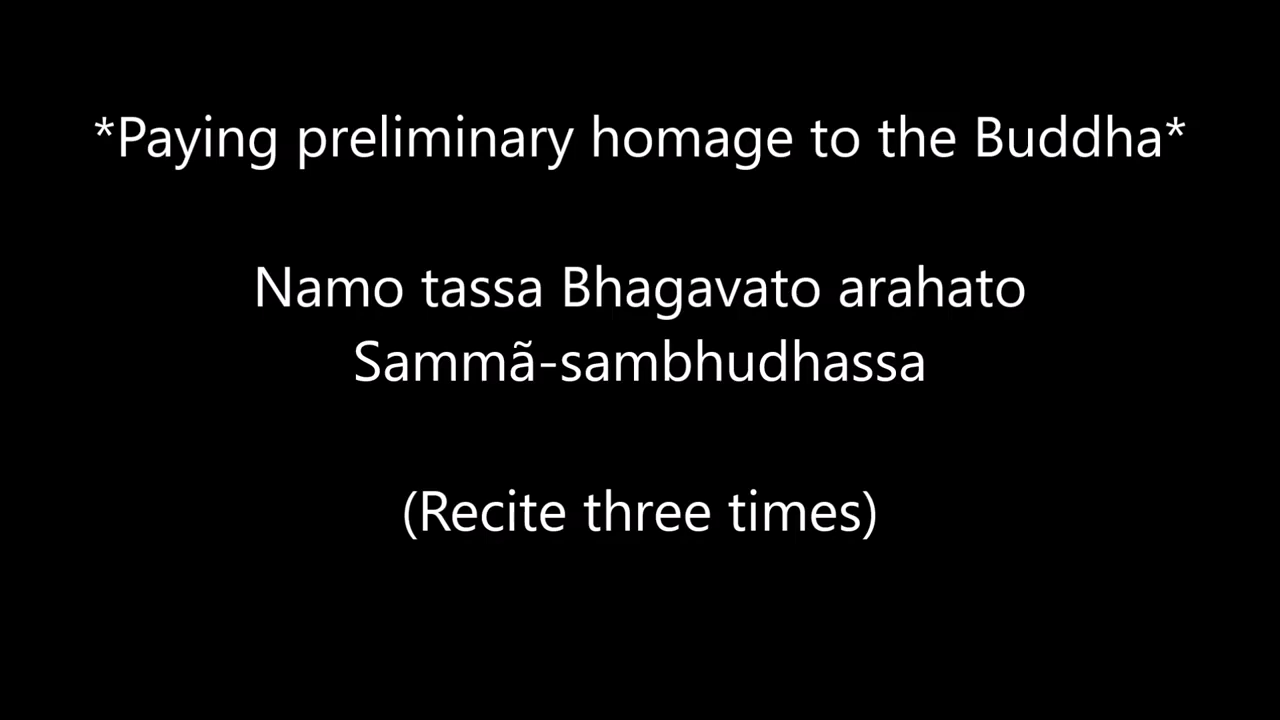 *Paying preliminary homage to the Buddha*
Namo tassa Bhagavato arahato
Sammã-sambhudhassa
(Recite three times)